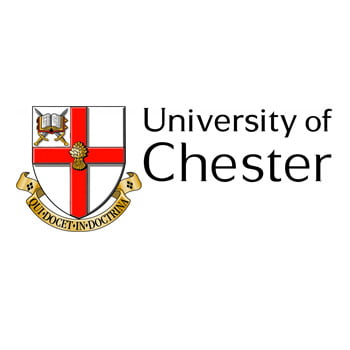 University of
Chester
QUI·DOCET·IN·DOCTRINA